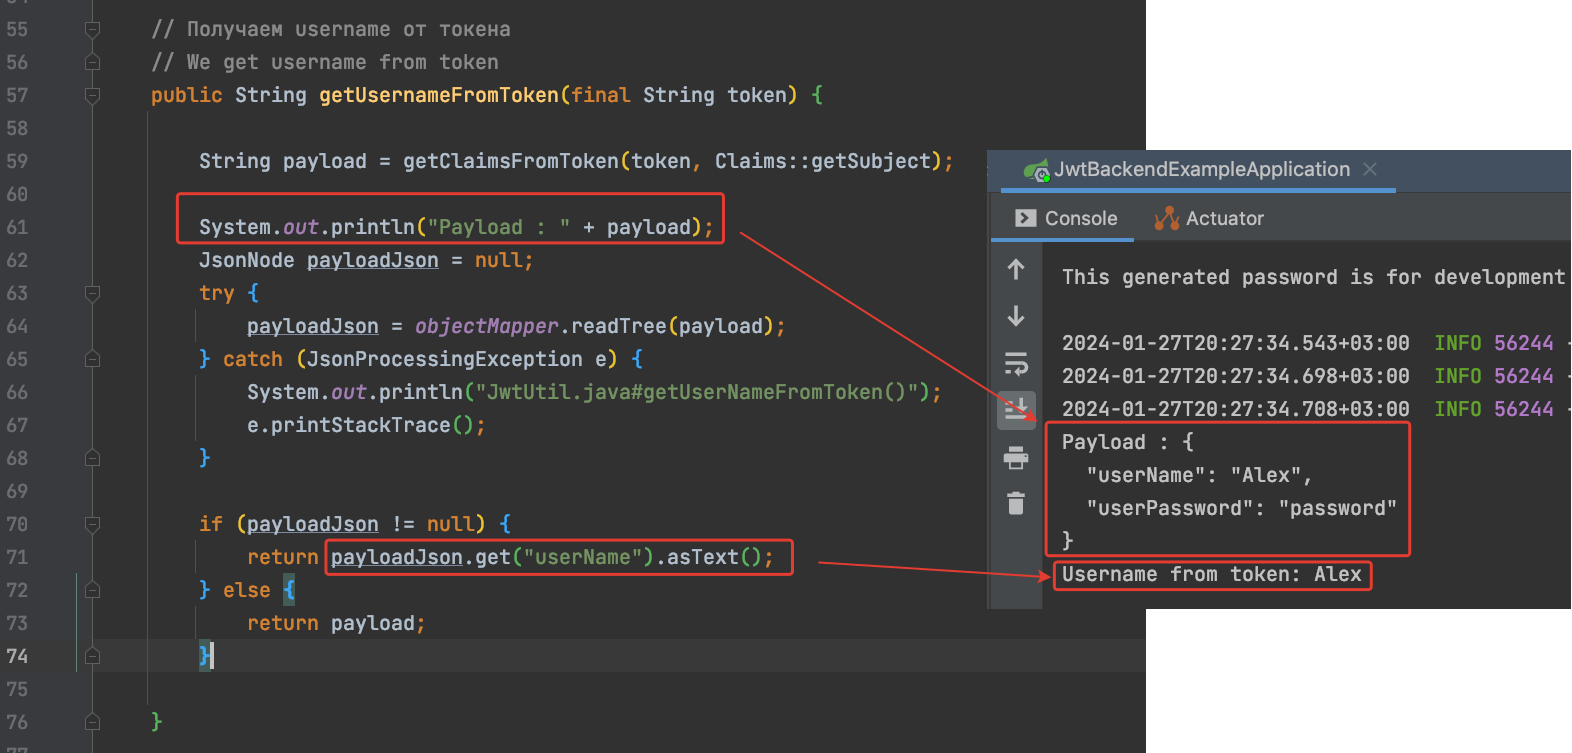 55 // Получаем username от токена
56 // We get username from token
57 public String getUsernameFromToken(final String token) {
58
59 String payload = getClaimsFromToken(token, Claims::getSubject);
60
61 System.out.println("Payload : " + payload);
62 JsonNode payloadJson = null;
63 try {
64 payloadJson = objectMapper.readTree(payload);
65 } catch (JsonProcessingException e) {
66 System.out.println("JwtUtil.java#getUserNameFromToken()");
67 e.printStackTrace();
68 }
69
70 if (payloadJson != null) {
71 return payloadJson.get("userName").asText();
72 } else {
73 return payload;
74 }
75
76 }
JwtBackendExampleApplication
Console Actuator
This generated password is for development
2024-01-27T20:27:34.543+03:00 INFO 56244 -
2024-01-27T20:27:34.698+03:00 INFO 56244 -
2024-01-27T20:27:34.708+03:00 INFO 56244 -
Payload : {
"userName": "Alex",
"userPassword": "password"
}
Username from token: Alex